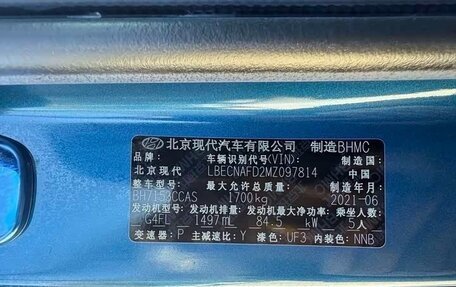 北京现代汽车有限公司 制造BHMC
品牌: 车辆识别代号(VIN): 制造国:
北京现代 LBECNAFD2MZ097814 中 国
整车型号: 最大允许总质量: 制造年月:
BH7153CCAS 1700kg 2021-06
发动机型号: 发动机排量: 发动机最大净功率: 乘坐人数:
G4FL 1497mL 84.5 kW 5人
变速器: P 主减速比: Y 漆色: UF3 内装色: NNB